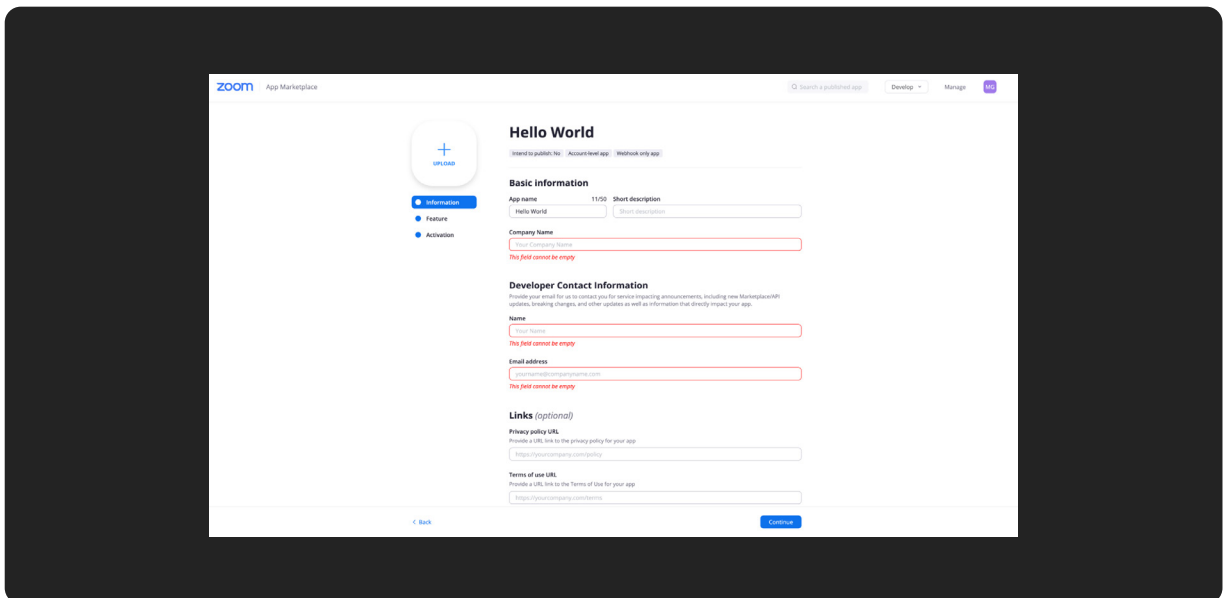 zoom App Marketplace Search a published app Develop Manage MG
UPLOAD
Information
Feature
Activation
Hello World
Intend to publish: No Account-level app Webhook only app
Basic information
App name 11/50 Short description
Hello World Short description
Company Name
Your Company Name
This field cannot be empty
Developer Contact Information
Provide your email for us to contact you for service impacting announcements, including new Marketplace/API
updates, breaking changes, and other updates as well as information that directly impact your app.
Name
Your Name
This field cannot be empty
Email address
yourname@companyname.com
This field cannot be empty
Links (optional)
Privacy policy URL
Provide a URL link to the privacy policy for your app
https://yourcompany.com/policy
Terms of use URL
Provide a URL link to the Terms of Use for your app
https://yourcompany.com/terms
< Back Continue